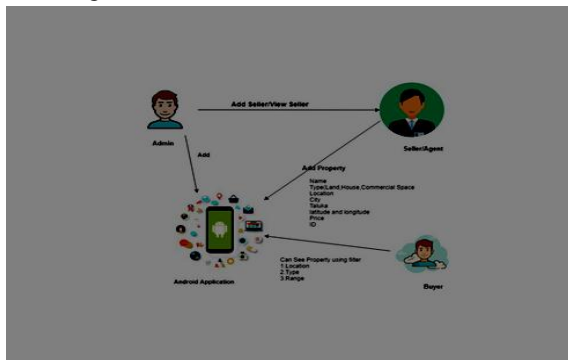 Add Seller/View Seller
Admin
Seller/Agent
Add
Add Property
Name
Type(Land,House,Commercial Space
Location
City
Taluka
latitude and longitude
Price
ID
Can See Property using filter
1.Location
2.Type
3.Range
Android Application
Buyer